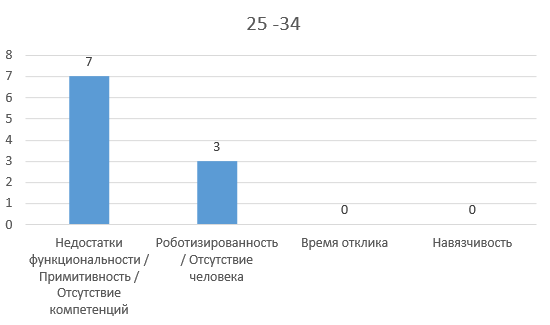 25 -34
8
7
6
5
4
3
2
1
0
7
3
0
0
Недостатки
функциональности /
Примитивность /
Отсутствие
компетенций
Роботизированность
/ Отсутствие
человека
Время отклика
Навязчивость